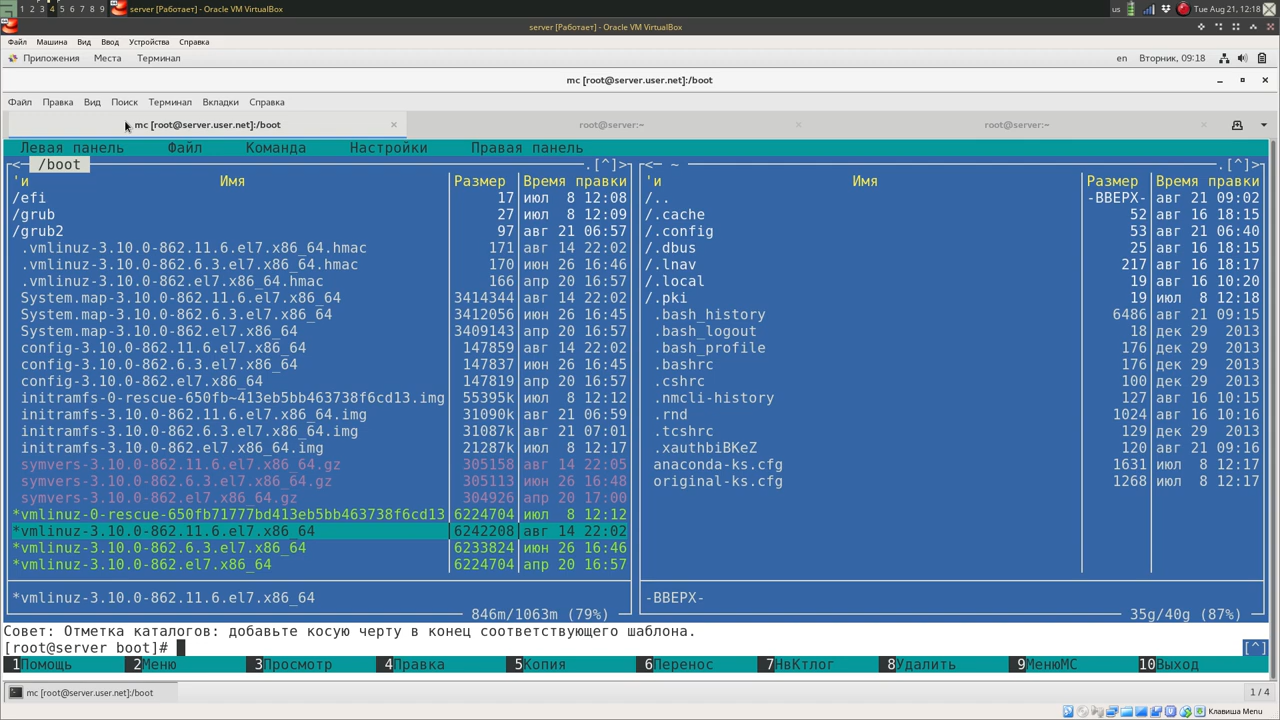 1 2 3 4 5 6 7 8 9 server [Работает] - Oracle VM VirtualBox us Tue Aug 21, 12:18
server [Работает] - Oracle VM VirtualBox
Файл Машина Вид Ввод Устройства Справка
Приложения Места Терминал en Вторник, 09:18
mc [root@server.user.net]:/boot
Файл Правка Вид Поиск Терминал Вкладки Справка
mc [root@server.user.net]:/boot × root@server:~ × root@server:~ ×
Левая панель Файл Команда Настройки Правая панель
<─ /boot .[^]> <─ ~ .[^]>
'и Имя Размер Время правки 'и Имя Размер Время правки
/efi 17 июл 8 12:08 /.. -ВВЕРХ- авг 21 09:02
/grub 27 июл 8 12:09 /.cache 52 авг 16 18:15
/grub2 97 авг 21 06:57 /.config 53 авг 21 06:40
.vmlinuz-3.10.0-862.11.6.el7.x86_64.hmac 171 авг 14 22:02 /.dbus 25 авг 16 18:15
.vmlinuz-3.10.0-862.6.3.el7.x86_64.hmac 170 июн 26 16:46 /.lnav 217 авг 16 18:17
.vmlinuz-3.10.0-862.el7.x86_64.hmac 166 апр 20 16:57 /.local 19 авг 16 10:20
System.map-3.10.0-862.11.6.el7.x86_64 3414344 авг 14 22:02 /.pki 19 июл 8 12:18
System.map-3.10.0-862.6.3.el7.x86_64 3412056 июн 26 16:45 .bash_history 6486 авг 21 09:15
System.map-3.10.0-862.el7.x86_64 3409143 апр 20 16:57 .bash_logout 18 дек 29 2013
config-3.10.0-862.11.6.el7.x86_64 147859 авг 14 22:02 .bash_profile 176 дек 29 2013
config-3.10.0-862.6.3.el7.x86_64 147837 июн 26 16:45 .bashrc 176 дек 29 2013
config-3.10.0-862.el7.x86_64 147819 апр 20 16:57 .cshrc 100 дек 29 2013
initramfs-0-rescue-650fb~413eb5bb463738f6cd13.img 55395k июл 8 12:12 .nmcli-history 127 авг 16 10:15
initramfs-3.10.0-862.11.6.el7.x86_64.img 31090k авг 21 06:59 .rnd 1024 авг 16 10:16
initramfs-3.10.0-862.6.3.el7.x86_64.img 31087k авг 21 07:01 .tcshrc 129 дек 29 2013
initramfs-3.10.0-862.el7.x86_64.img 21287k июл 8 12:17 .xauthbiBKeZ 120 авг 21 09:16
symvers-3.10.0-862.11.6.el7.x86_64.gz 305158 авг 14 22:05 anaconda-ks.cfg 1631 июл 8 12:17
symvers-3.10.0-862.6.3.el7.x86_64.gz 305113 июн 26 16:48 original-ks.cfg 1268 июл 8 12:17
symvers-3.10.0-862.el7.x86_64.gz 304926 апр 20 17:00
*vmlinuz-0-rescue-650fb71777bd413eb5bb463738f6cd13 6224704 июл 8 12:12
*vmlinuz-3.10.0-862.11.6.el7.x86_64 6242208 авг 14 22:02
*vmlinuz-3.10.0-862.6.3.el7.x86_64 6233824 июн 26 16:46
*vmlinuz-3.10.0-862.el7.x86_64 6224704 апр 20 16:57
*vmlinuz-3.10.0-862.11.6.el7.x86_64 -ВВЕРХ-
846m/1063m (79%) 35g/40g (87%)
Совет: Отметка каталогов: добавьте косую черту в конец соответствующего шаблона.
[root@server boot]# [^]
1Помощь 2Меню 3Просмотр 4Правка 5Копия 6Перенос 7НвКтлог 8Удалить 9МенюМС 10Выход
mc [root@server.user.net]:/boot 1 / 4
Клавиша Menu